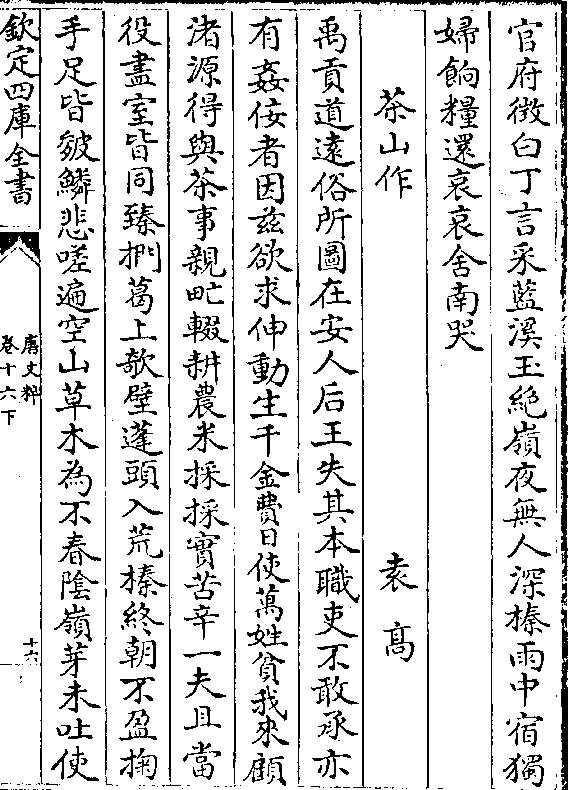 官府徴白丁言采藍溪玉絶嶺夜無人深榛雨中宿獨
婦餉糧還哀哀舍南哭
茶山作 袁高
禹貢道遠俗所圖在安人后王失其本職吏不敢承亦
有姦佞者因兹欲求伸動生千金費日使萬姓貧我來顧
渚源得與茶事親甿輟耕農耒採採實苦辛一夫且當
役盡室皆同臻捫葛上欹壁蓬頭入荒榛終朝不盈掬
手足皆皴鱗悲嗟遍空山草木為不春陰嶺芽未吐使
欽定四庫全書
唐文粹
卷十六下
十六